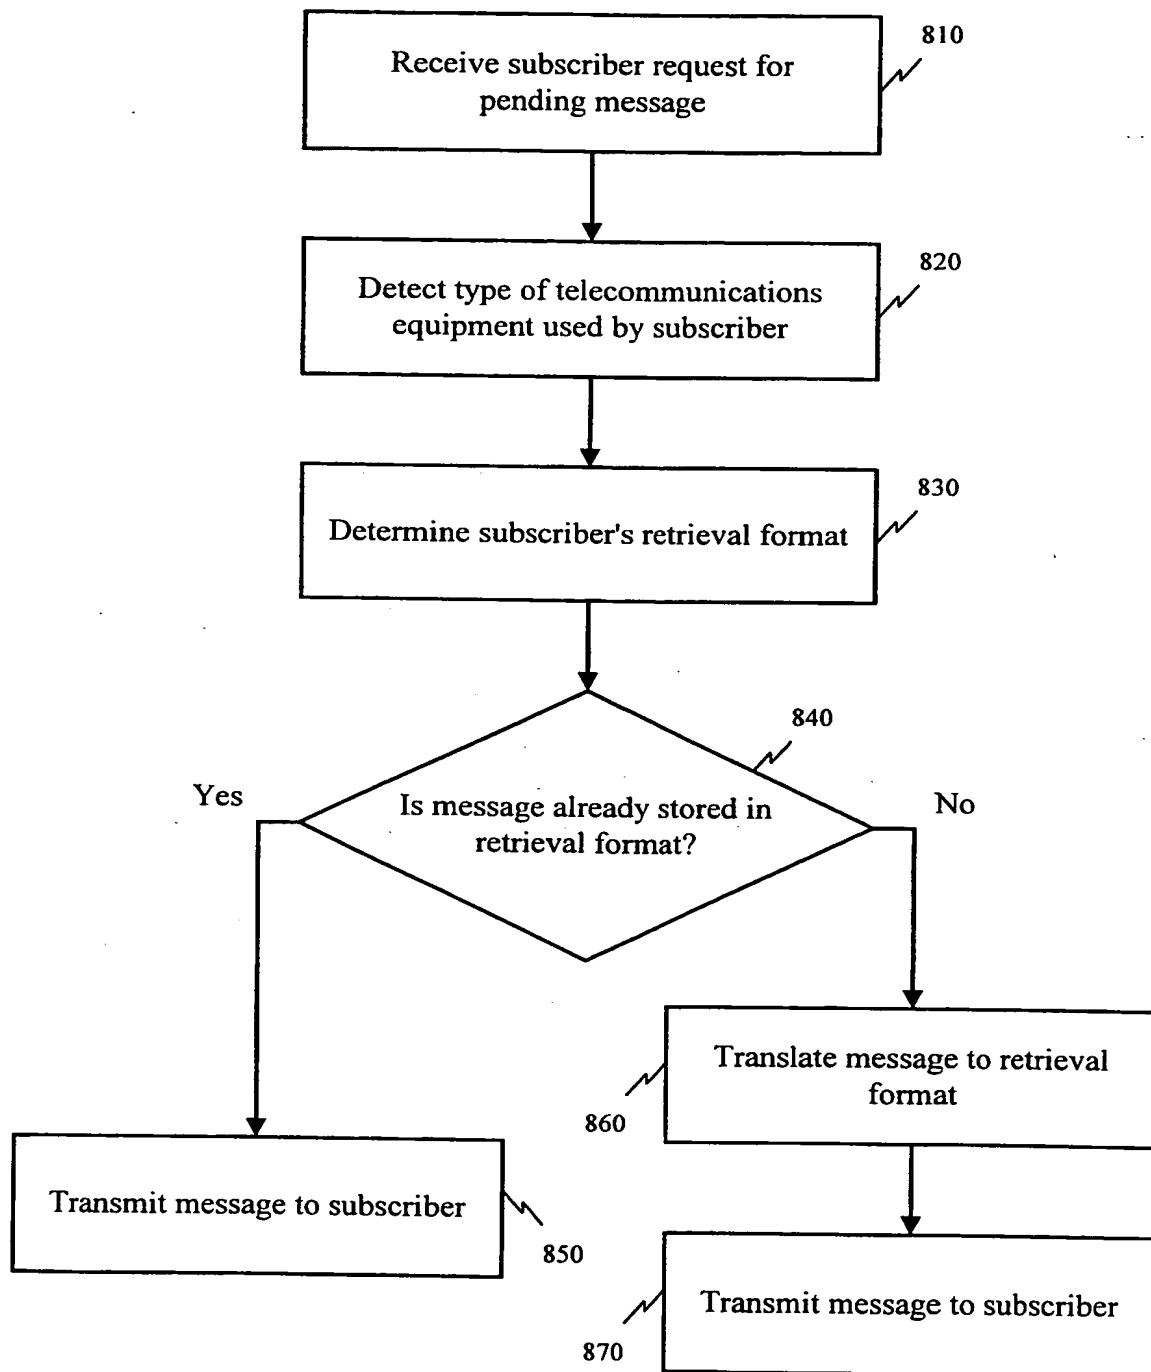 810
Receive subscriber request for
pending message
820
Detect type of telecommunications
equipment used by subscriber
830
Determine subscriber's retrieval format
840
Yes
No
Is message already stored in
retrieval format?
Translate message to retrieval
format
860
Transmit message to subscriber
850
Transmit message to subscriber
870